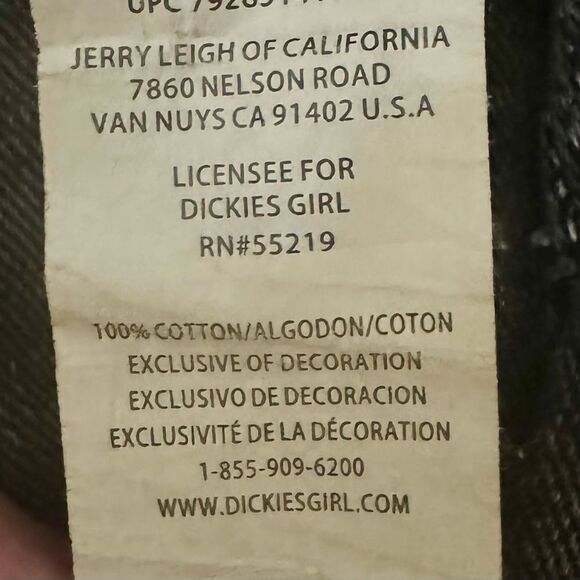 UPC
JERRY LEIGH OF CALIFORNIA
7860 NELSON ROAD
VAN NUYS CA 91402 U.S.A
LICENSEE FOR
DICKIES GIRL
RN#55219
100% COTTON/ALGODON/COTON
EXCLUSIVE OF DECORATION
EXCLUSIVO DE DECORACION
EXCLUSIVITÉ DE LA DÉCORATION
1-855-909-6200
WWW.DICKIESGIRL.COM